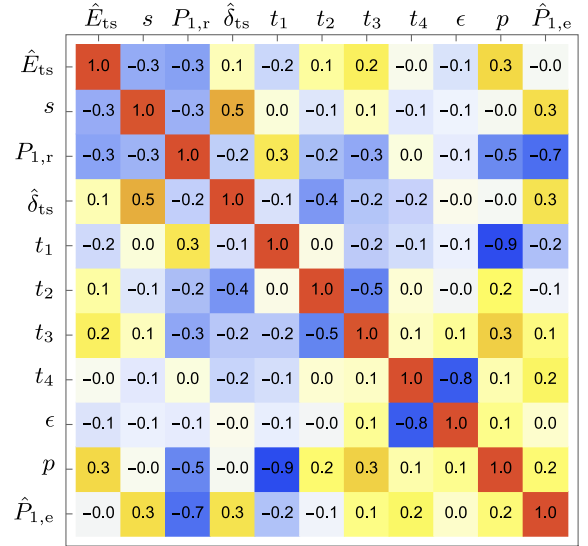 Ê_ts s P_1,r δ̂_ts t_1 t_2 t_3 t_4 ϵ p P̂_1,e
Ê_ts 1.0 −0.3 −0.3 0.1 −0.2 0.1 0.2 −0.0 −0.1 0.3 −0.0
s −0.3 1.0 −0.3 0.5 0.0 −0.1 0.1 −0.1 −0.1 −0.0 0.3
P_1,r −0.3 −0.3 1.0 −0.2 0.3 −0.2 −0.3 0.0 −0.1 −0.5 −0.7
δ̂_ts 0.1 0.5 −0.2 1.0 −0.1 −0.4 −0.2 −0.2 −0.0 −0.0 0.3
t_1 −0.2 0.0 0.3 −0.1 1.0 0.0 −0.2 −0.1 −0.1 −0.9 −0.2
t_2 0.1 −0.1 −0.2 −0.4 0.0 1.0 −0.5 0.0 −0.0 0.2 −0.1
t_3 0.2 0.1 −0.3 −0.2 −0.2 −0.5 1.0 0.1 0.1 0.3 0.1
t_4 −0.0 −0.1 0.0 −0.2 −0.1 0.0 0.1 1.0 −0.8 0.1 0.2
ϵ −0.1 −0.1 −0.1 −0.0 −0.1 −0.0 0.1 −0.8 1.0 0.1 0.0
p 0.3 −0.0 −0.5 −0.0 −0.9 0.2 0.3 0.1 0.1 1.0 0.2
P̂_1,e −0.0 0.3 −0.7 0.3 −0.2 −0.1 0.1 0.2 0.0 0.2 1.0